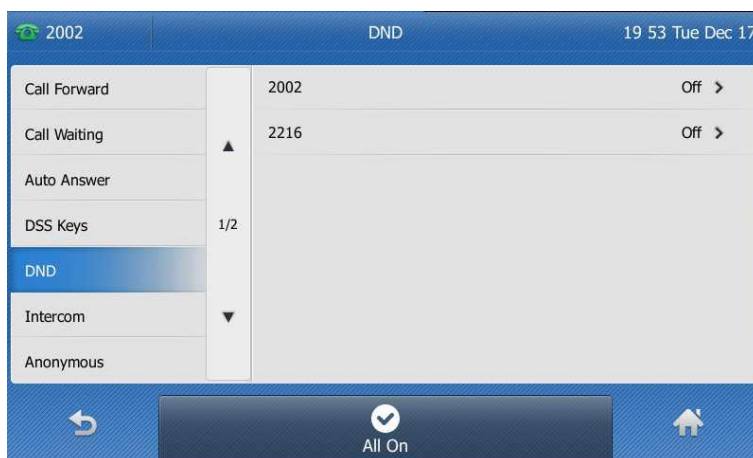 2002 DND 19 53 Tue Dec 17
Call Forward
Call Waiting
Auto Answer
DSS Keys
DND
Intercom
Anonymous
1/2
2002 Off >
2216 Off >
All On